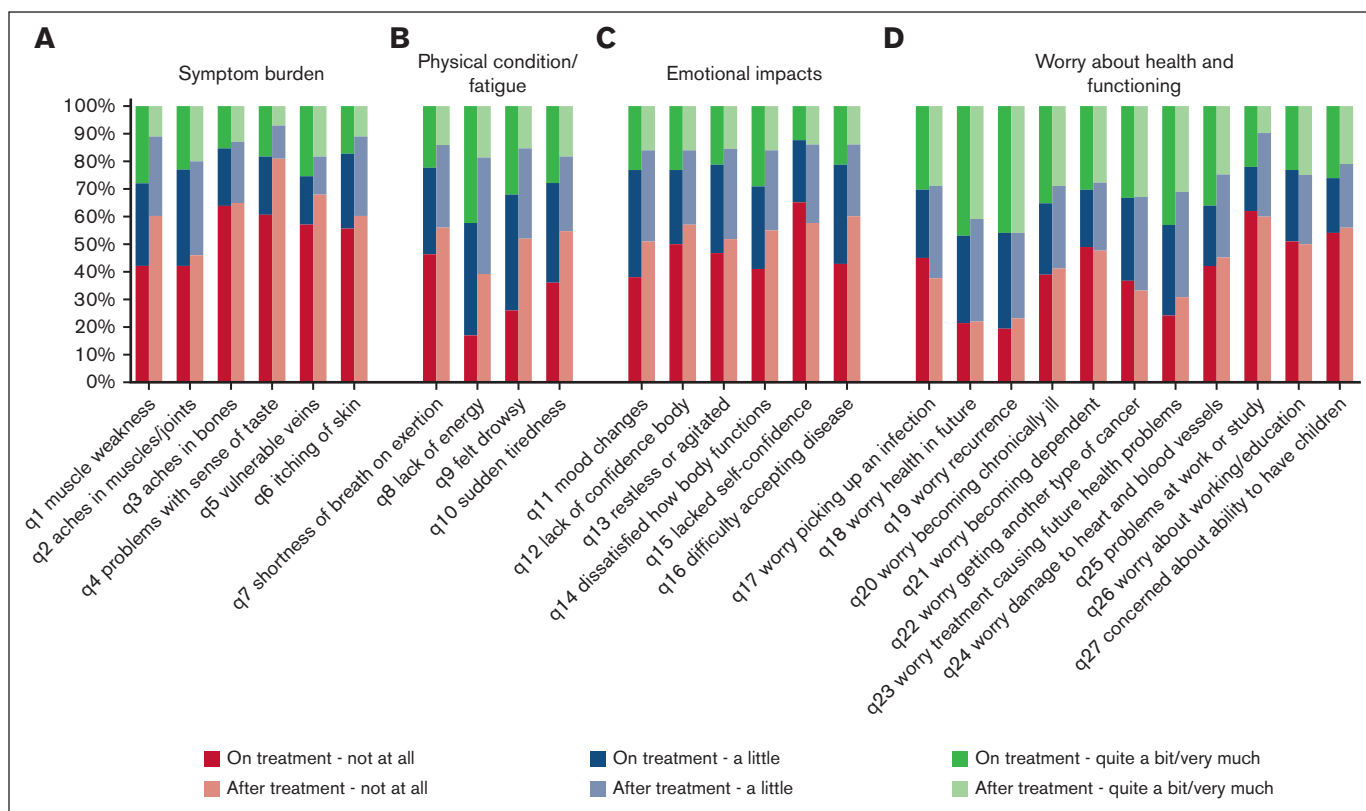 A
B
C
D
Symptom burden
Physical condition/
fatigue
Emotional impacts
Worry about health and
functioning
100%
90%
80%
70%
60%
50%
40%
30%
20%
10%
0%
q1 muscle weakness
q2 aches in muscles/joints
q3 aches in bones
q4 problems with sense of taste
q5 vulnerable veins
q6 itching of skin
q7 shortness of breath on exertion
q8 lack of energy
q9 felt drowsy
q10 sudden tiredness
q11 mood changes
q12 lack of confidence body
q13 restless or agitated
q14 dissatisfied how body functions
q15 lacked self-confidence
q16 difficulty accepting disease
q17 worry picking up an infection
q18 worry health in future
q19 worry recurrence
q20 worry becoming chronically ill
q21 worry becoming dependent
q22 worry getting another type of cancer
q23 worry treatment causing future health problems
q24 worry damage to heart and blood vessels
q25 problems at work or study
q26 worry about working/education
q27 concerned about ability to have children
On treatment - not at all
On treatment - a little
On treatment - quite a bit/very much
After treatment - not at all
After treatment - a little
After treatment - quite a bit/very much